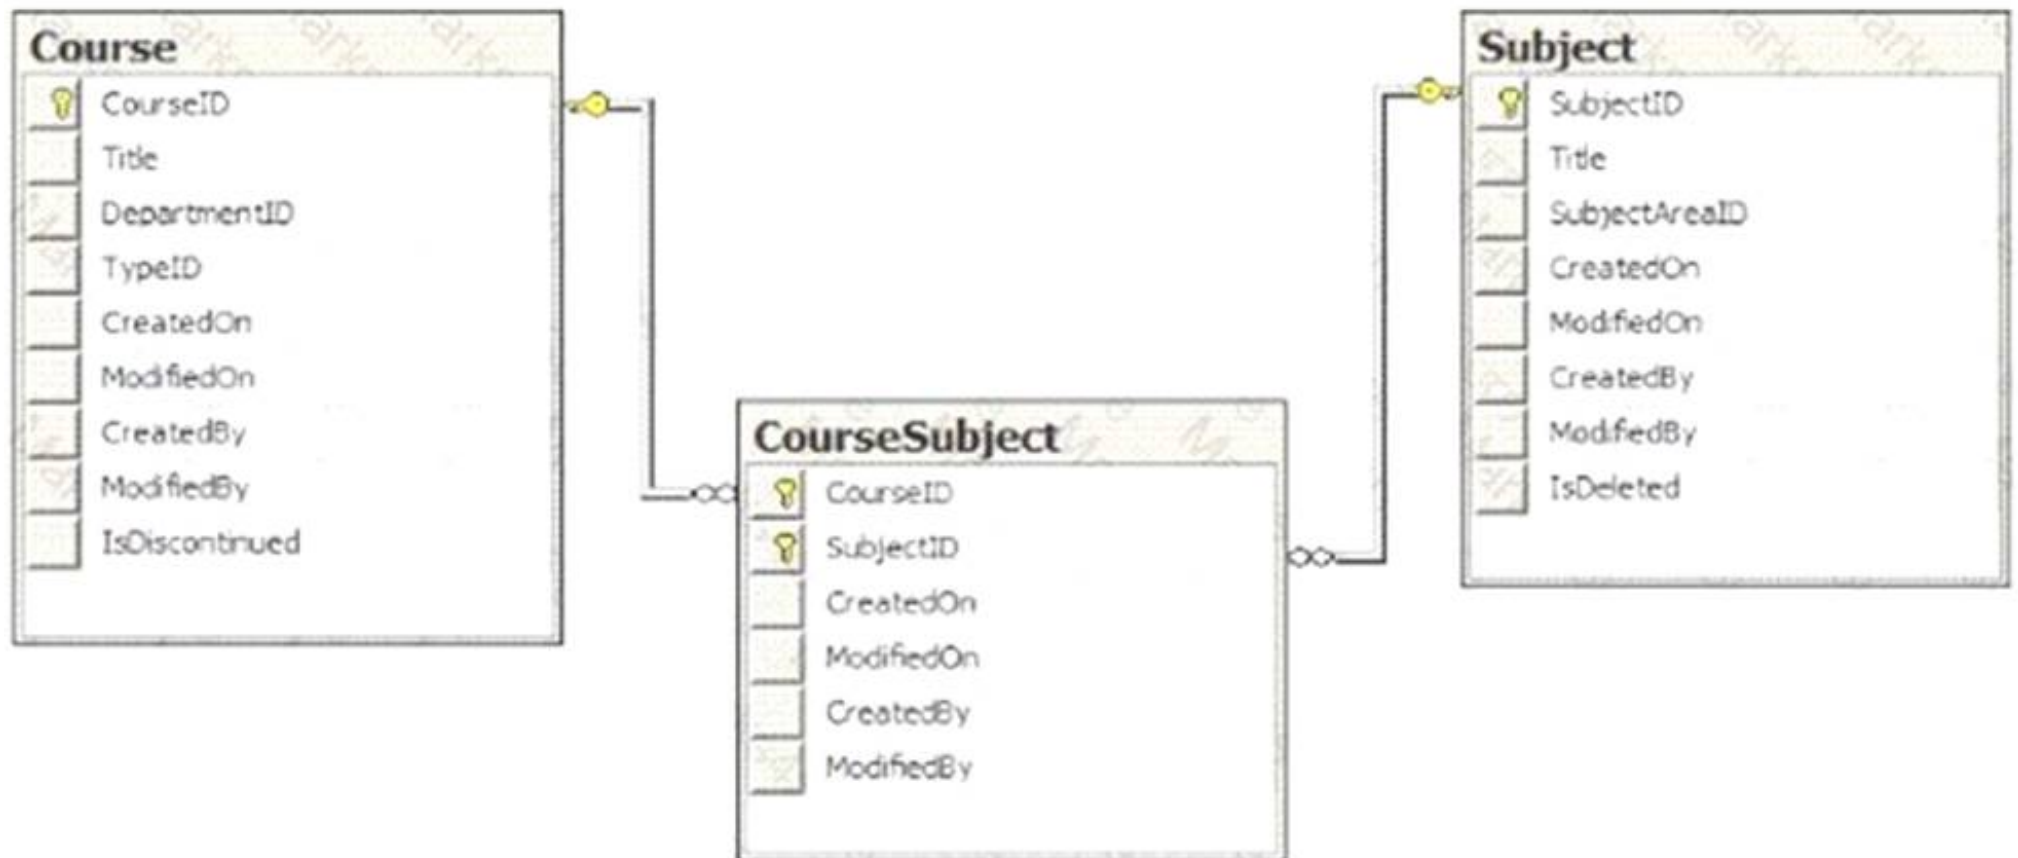 Course
CourseID
Title
DepartmentID
TypeID
CreatedOn
ModifiedOn
CreatedBy
ModifiedBy
IsDiscontinued
CourseSubject
CourseID
SubjectID
CreatedOn
ModifiedOn
CreatedBy
ModifiedBy
Subject
SubjectID
Title
SubjectAreaID
CreatedOn
ModifiedOn
CreatedBy
ModifiedBy
IsDeleted